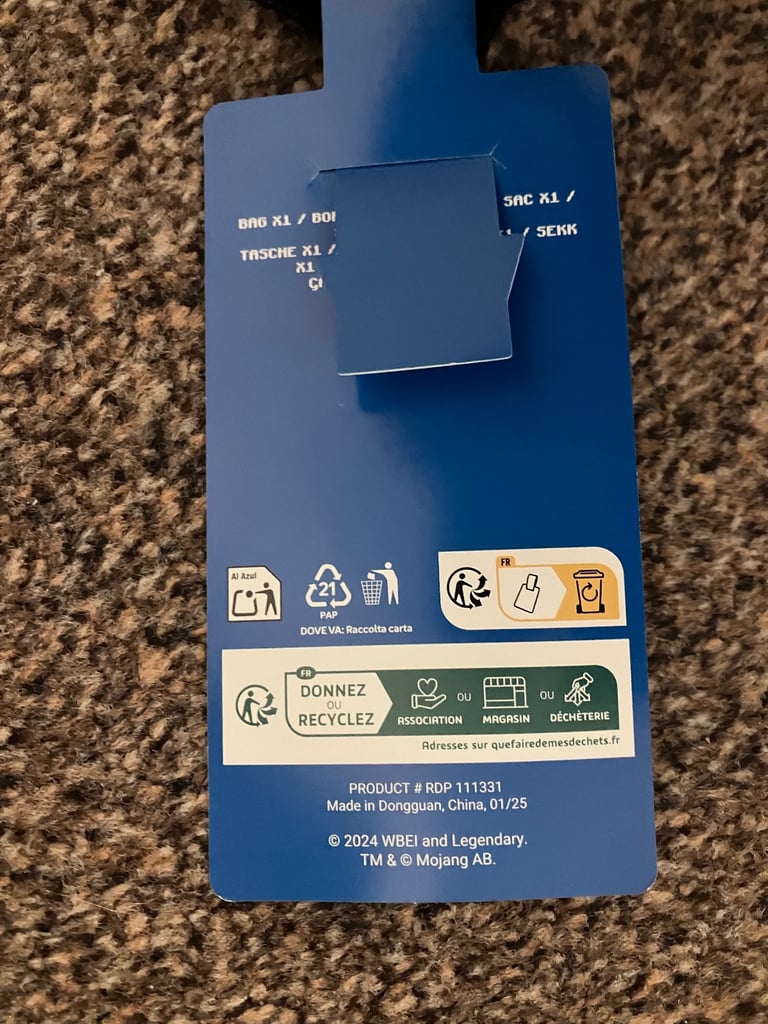 BAG X1 / SAC X1 /
/ SEKK
TASCHE X1 /
X1
Al Azul
21
PAP
DOVE VA: Raccolta carta
FR
FR
DONNEZ
OU
RECYCLEZ
ASSOCIATION OU MAGASIN OU DÉCHÈTERIE
Adresses sur quefairedemesdechets.fr
PRODUCT # RDP 111331
Made in Dongguan, China, 01/25
© 2024 WBEI and Legendary.
TM & © Mojang AB.